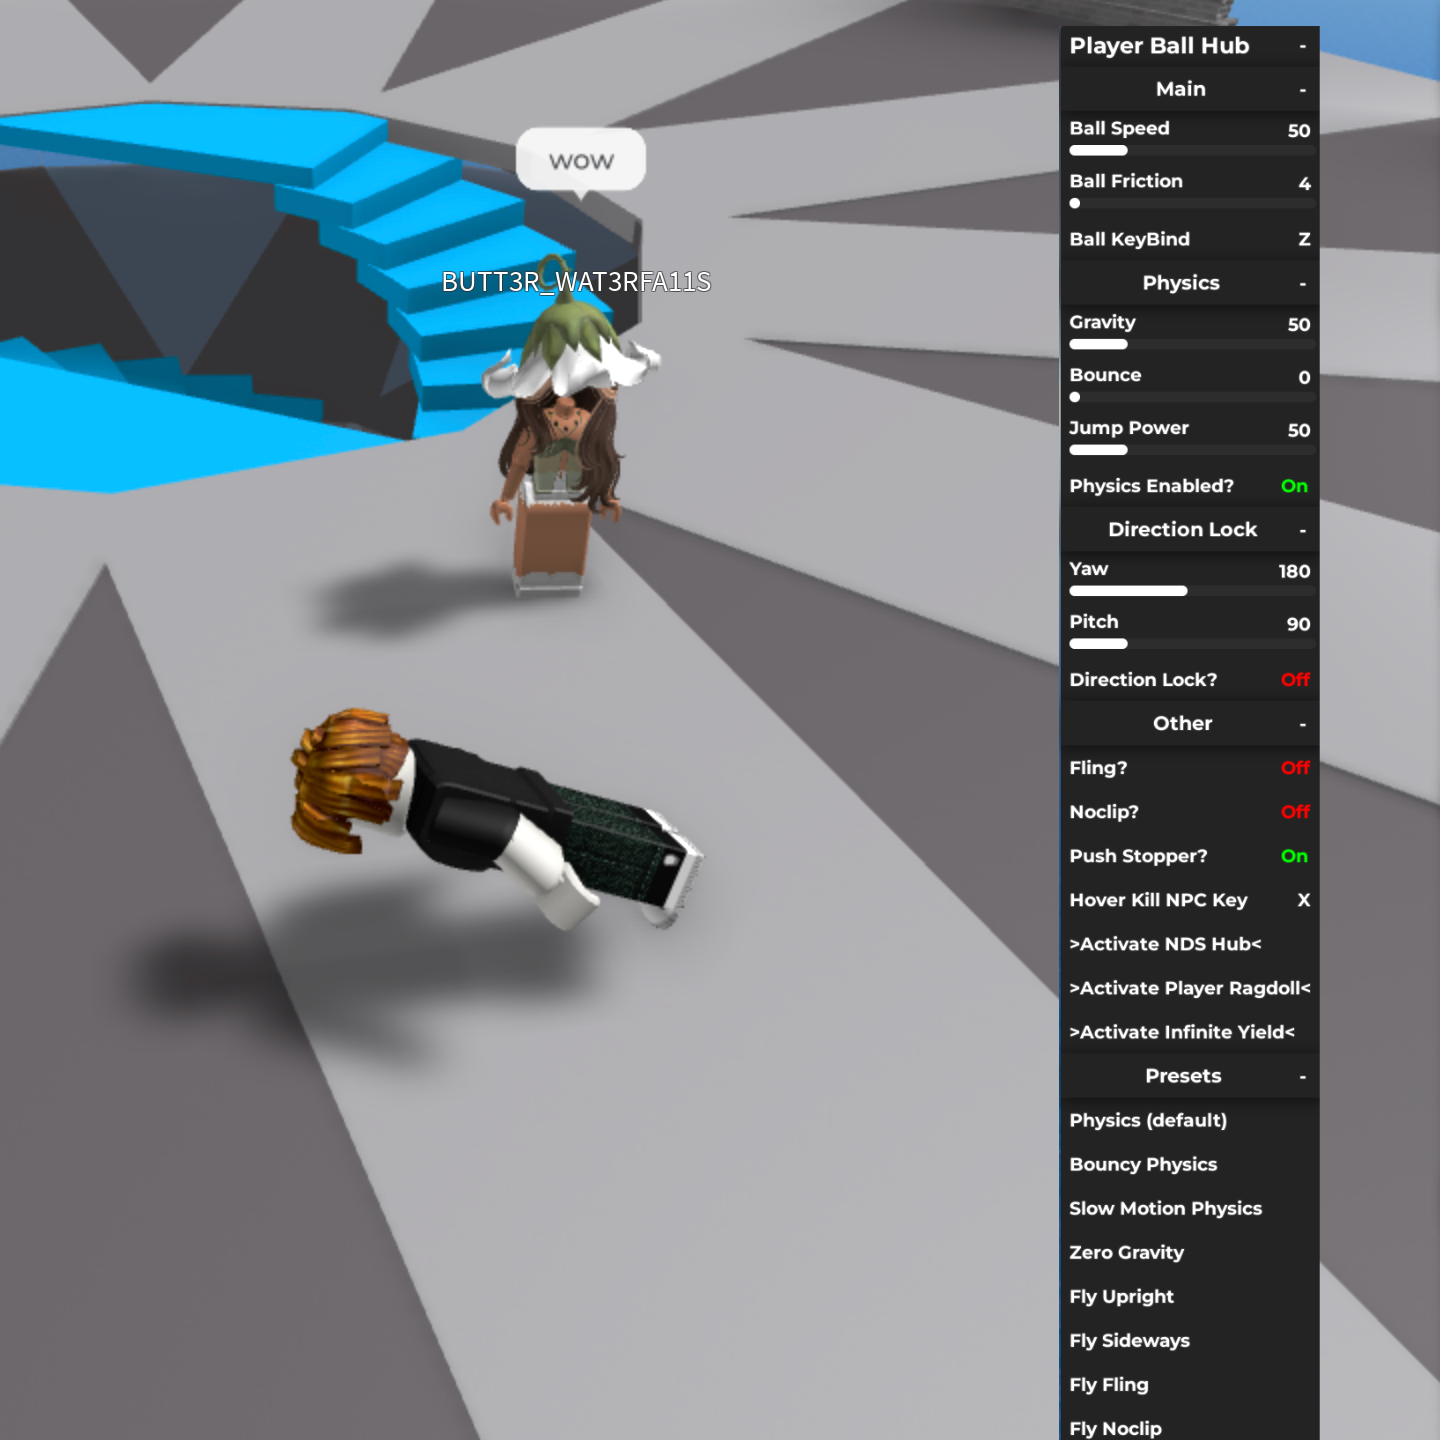 wow
BUTT3R_WAT3RFA11S
Player Ball Hub -
Main -
Ball Speed 50
Ball Friction 4
Ball KeyBind Z
Physics -
Gravity 50
Bounce 0
Jump Power 50
Physics Enabled? On
Direction Lock -
Yaw 180
Pitch 90
Direction Lock? Off
Other -
Fling? Off
Noclip? Off
Push Stopper? On
Hover Kill NPC Key X
>Activate NDS Hub<
>Activate Player Ragdoll<
>Activate Infinite Yield<
Presets -
Physics (default)
Bouncy Physics
Slow Motion Physics
Zero Gravity
Fly Upright
Fly Sideways
Fly Fling
Fly Noclip